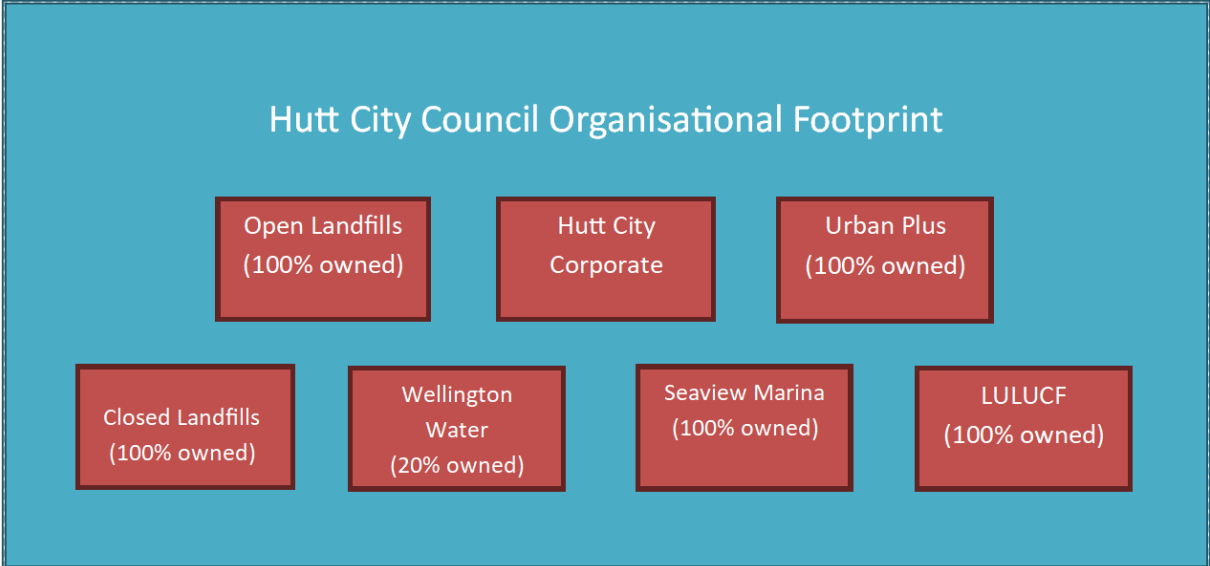 Hutt City Council Organisational Footprint
Open Landfills
(100% owned)
Hutt City
Corporate
Urban Plus
(100% owned)
Closed Landfills
(100% owned)
Wellington
Water
(20% owned)
Seaview Marina
(100% owned)
LULUCF
(100% owned)